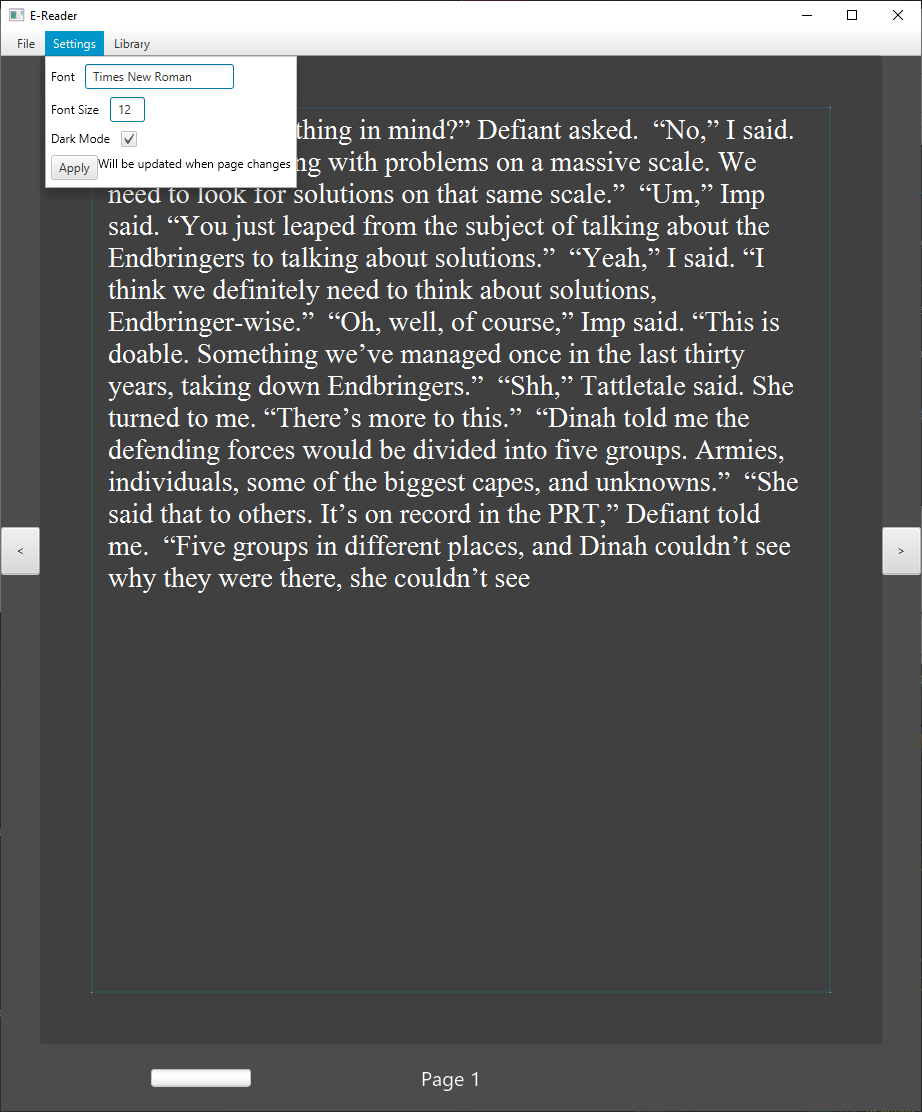 E-Reader
File Settings Library
Font Times New Roman
Font Size 12
Dark Mode
Apply Will be updated when page changes
thing in mind?” Defiant asked.  “No,” I said.
ng with problems on a massive scale. We
need to look for solutions on that same scale.”  “Um,” Imp
said. “You just leaped from the subject of talking about the
Endbringers to talking about solutions.”  “Yeah,” I said. “I
think we definitely need to think about solutions,
Endbringer-wise.”  “Oh, well, of course,” Imp said. “This is
doable. Something we’ve managed once in the last thirty
years, taking down Endbringers.”  “Shh,” Tattletale said. She
turned to me. “There’s more to this.”  “Dinah told me the
defending forces would be divided into five groups. Armies,
individuals, some of the biggest capes, and unknowns.”  “She
said that to others. It’s on record in the PRT,” Defiant told
me.  “Five groups in different places, and Dinah couldn’t see
why they were there, she couldn’t see
<
>
Page 1